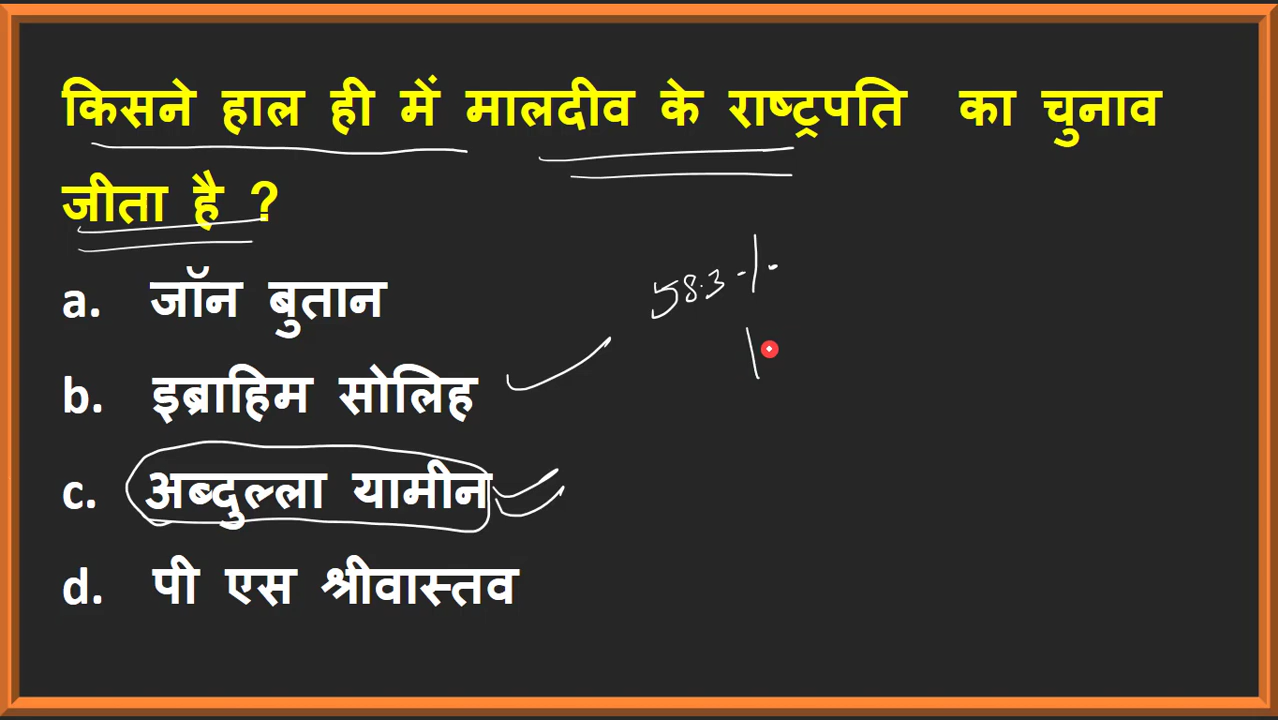 किसने हाल ही में मालदीव के राष्ट्रपति का चुनाव
जीता है ?
a. जॉन बुतान
58.3 %
b. इब्राहिम सोलिह
c. अब्दुल्ला यामीन
d. पी एस श्रीवास्तव